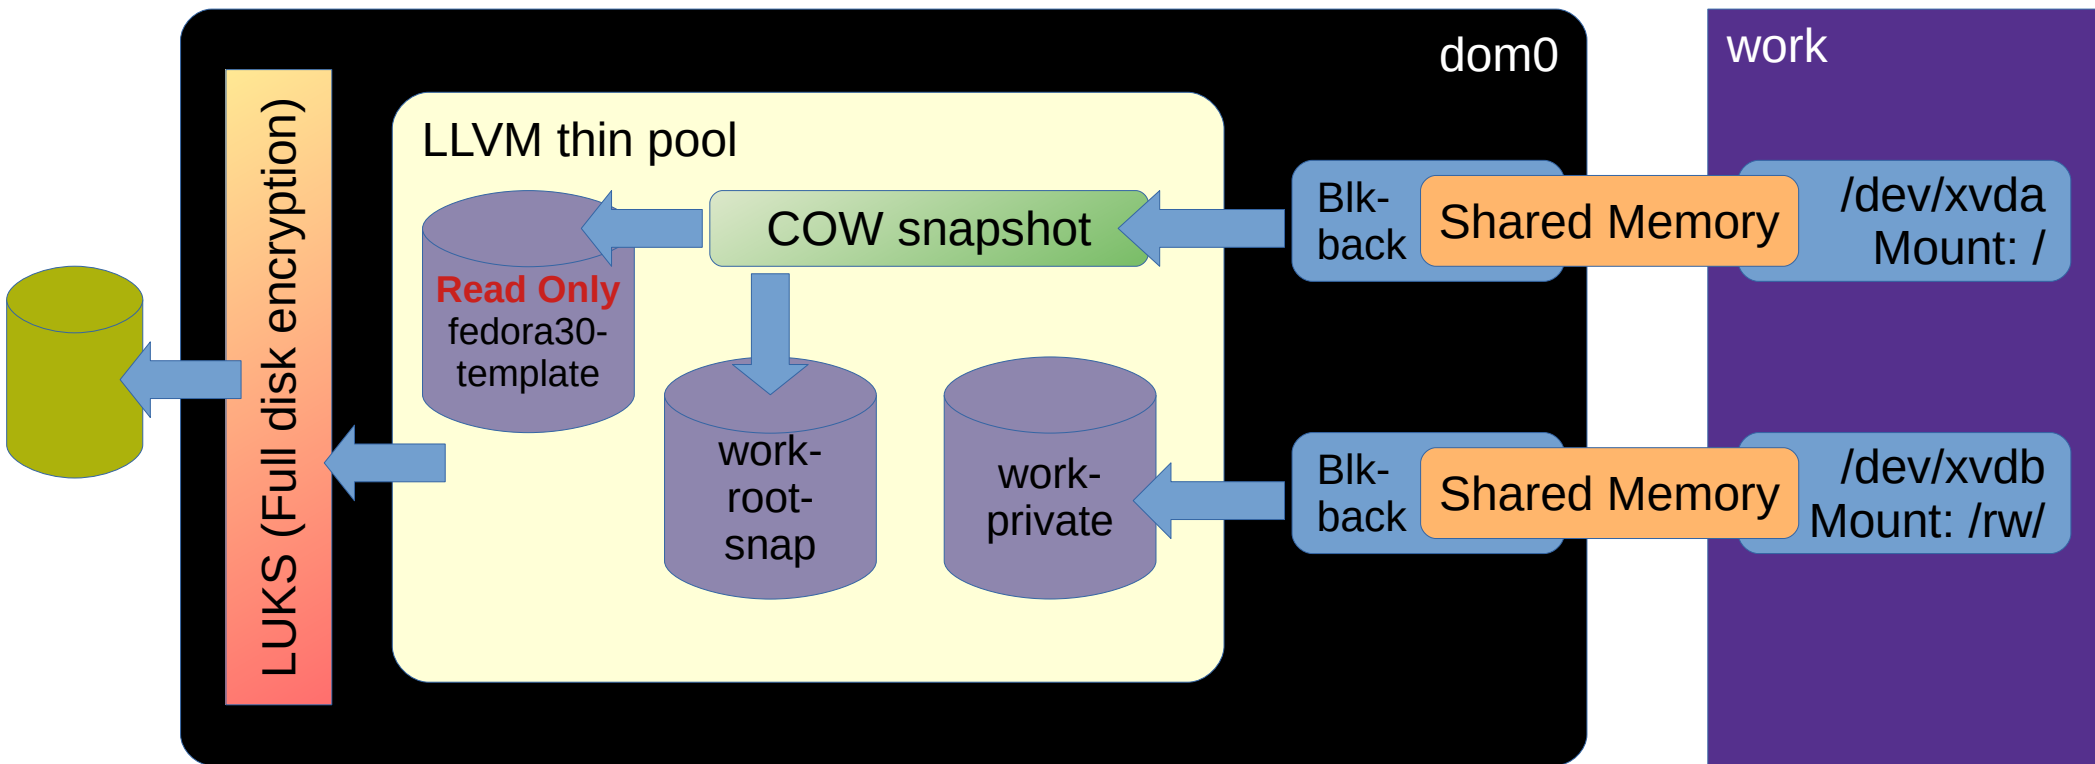 dom0
work
LUKS (Full disk encryption)
LLVM thin pool
COW snapshot
Read Only
fedora30-
template
work-
root-
snap
work-
private
Blk-
back
Shared Memory
/dev/xvda
Mount: /
Blk-
back
Shared Memory
/dev/xvdb
Mount: /rw/